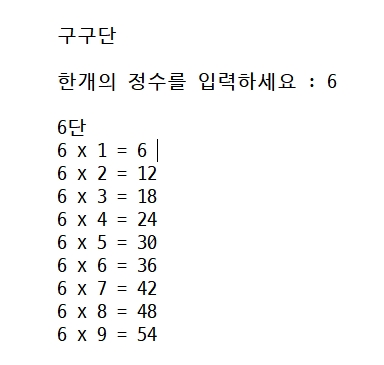 구구단
한개의 정수를 입력하세요 : 6
6단
6 x 1 = 6
6 x 2 = 12
6 x 3 = 18
6 x 4 = 24
6 x 5 = 30
6 x 6 = 36
6 x 7 = 42
6 x 8 = 48
6 x 9 = 54